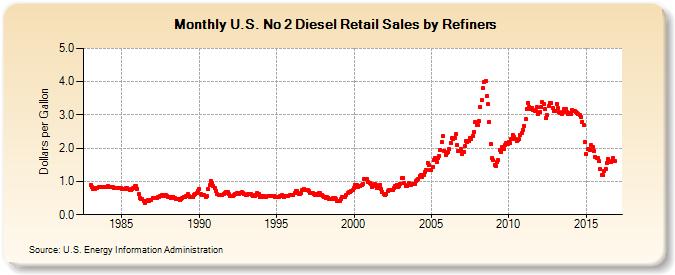 Monthly U.S. No 2 Diesel Retail Sales by Refiners
Dollars per Gallon
5.0
4.0
3.0
2.0
1.0
0.0
1985 1990 1995 2000 2005 2010 2015
Source: U.S. Energy Information Administration